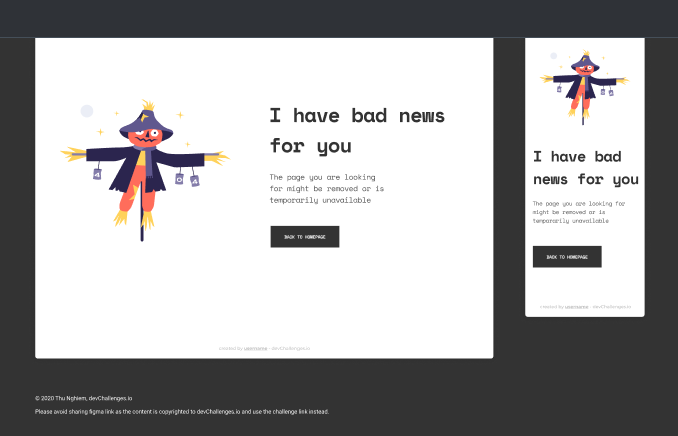 I have bad news
for you
The page you are looking
for might be removed or is
temporarily unavailable
BACK TO HOMEPAGE
created by username - devChallenges.io
4 0 4
I have bad
news for you
The page you are looking for
might be removed or is
temporarily unavailable
BACK TO HOMEPAGE
created by username - devChallenges.io
© 2020 Thu Nghiem, devChallenges.io
Please avoid sharing figma link as the content is copyrighted to devChallenges.io and use the challenge link instead.